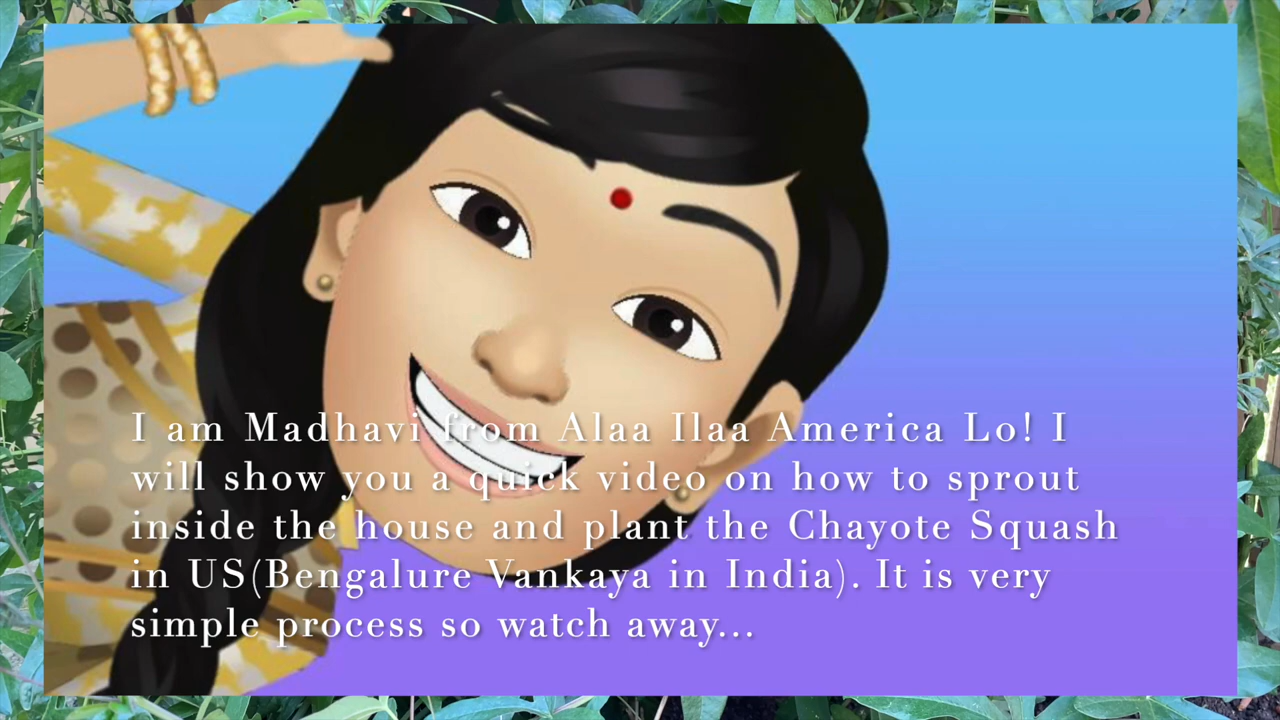 I am Madhavi from Alaa Ilaa America Lo! I
will show you a quick video on how to sprout
inside the house and plant the Chayote Squash
in US(Bengalure Vankaya in India). It is very
simple process so watch away...